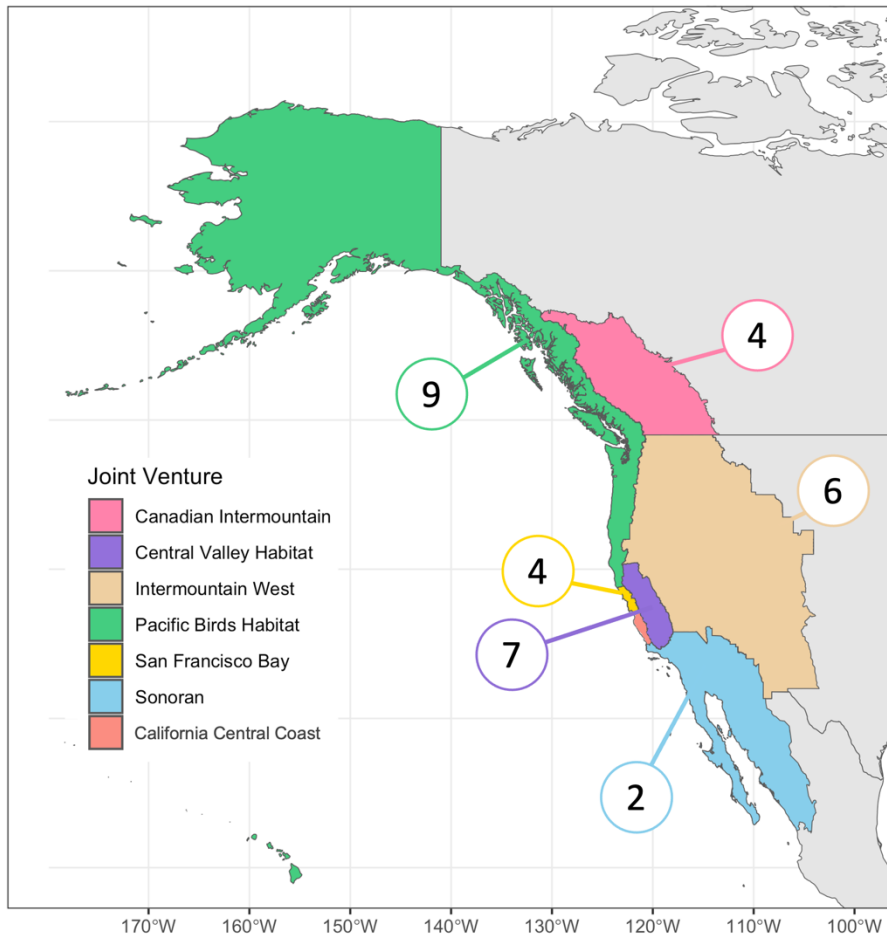 4
9
6
Joint Venture
Canadian Intermountain
Central Valley Habitat
Intermountain West
Pacific Birds Habitat
San Francisco Bay
Sonoran
California Central Coast
4
7
2
170°W 160°W 150°W 140°W 130°W 120°W 110°W 100°W